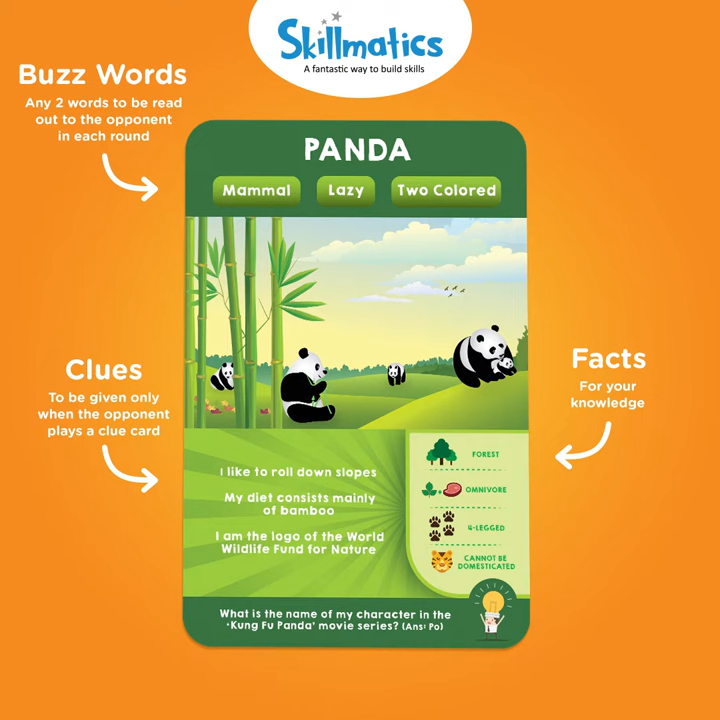 Skillmatics
A fantastic way to build skills
Buzz Words
Any 2 words to be read
out to the opponent
in each round
PANDA
Mammal
Lazy
Two Colored
Clues
To be given only
when the opponent
plays a clue card
Facts
For your
knowledge
I like to roll down slopes
My diet consists mainly
of bamboo
I am the logo of the World
Wildlife Fund for Nature
FOREST
OMNIVORE
4-LEGGED
CANNOT BE
DOMESTICATED
What is the name of my character in the
'Kung Fu Panda' movie series? (Ans: Po)